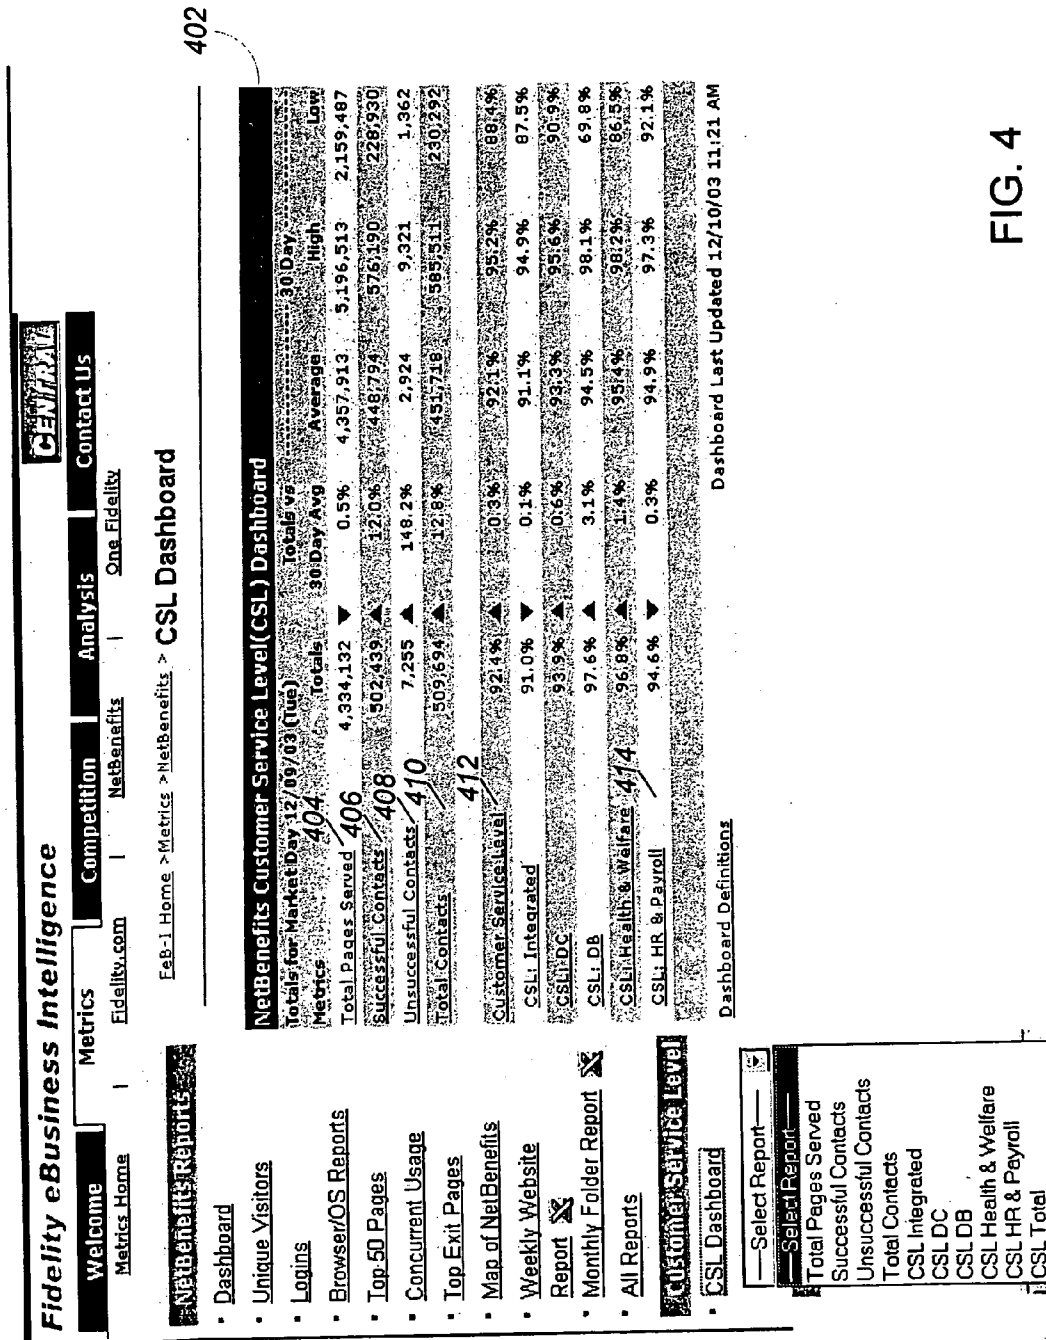 Fidelity eBusiness Intelligence
CENTRAL
Welcome Metrics Competition Analysis Contact Us
Metrics Home | Fidelity.com | NetBenefits | One Fidelity
NetBenefits Reports
Dashboard
Unique Visitors
Logins
Browser/OS Reports
Top 50 Pages
Concurrent Usage
Top Exit Pages
Map of NetBenefits
Weekly Website
Report
Monthly Folder Report
All Reports
Customer Service Level
CSL Dashboard
-----Select Report-----
-----Select Report-----
Total Pages Served
Successful Contacts
Unsuccessful Contacts
Total Contacts
CSL Integrated
CSL DC
CSL DB
CSL Health & Welfare
CSL HR & Payroll
CSL Total
FeB-I Home >Metrics >NetBenefits > CSL Dashboard
402
NetBenefits Customer Service Level(CSL) Dashboard
Totals for Market Day 12/09/03 (Tue) Totals vs ---------- 30 Day ----------
Metrics Totals 30 Day Avg Average High Low
404
Total Pages Served 4,334,132 ▼ 0.5% 4,357,913 5,196,513 2,159,487
406
Successful Contacts 502,439 ▲ 12.0% 448,794 576,190 228,930
408
Unsuccessful Contacts 7,255 ▲ 148.2% 2,924 9,321 1,362
410
Total Contacts 509,694 ▲ 12.8% 451,718 585,511 230,292
412
Customer Service Level 92.4% ▲ 0.3% 92.1% 95.2% 88.4%
CSL: Integrated 91.0% ▼ 0.1% 91.1% 94.9% 87.5%
CSL: DC 93.9% ▲ 0.6% 93.3% 95.6% 90.9%
CSL: DB 97.6% ▲ 3.1% 94.5% 98.1% 69.8%
CSL: Health & Welfare 96.8% ▲ 1.4% 95.4% 98.2% 86.5%
414
CSL: HR & Payroll 94.6% ▼ 0.3% 94.9% 97.3% 92.1%
Dashboard Definitions Dashboard Last Updated 12/10/03 11:21 AM
FIG. 4